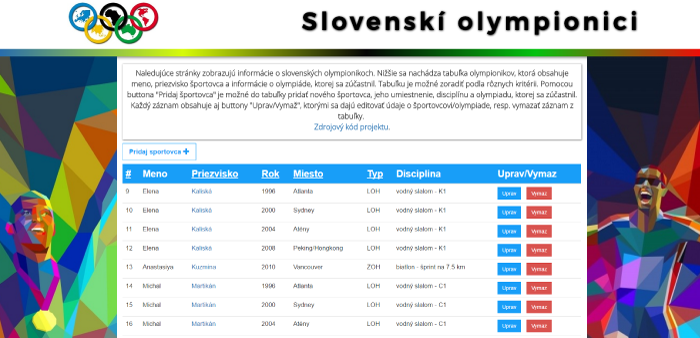 Slovenskí olympionici
Naledujúce stránky zobrazujú informácie o slovenských olympionikoch. Nižšie sa nachádza tabuľka olympionikov, ktorá obsahuje
meno, priezvisko športovca a informácie o olympiáde, ktorej sa zúčastnil. Tabuľku je možné zoradiť podľa rôznych kritérií. Pomocou
buttona "Pridaj športovca" je možné do tabuľky pridať nového športovca, jeho umiestnenie, disciplínu a olympiadu, ktorej sa zúčastnil.
Každý záznam obsahuje aj buttony "Uprav/Vymaž", ktorými sa dajú editovať údaje o športovcovi/olympiade, resp. vymazať záznam z
tabuľky.
Zdrojový kód projektu.
Pridaj sportovca +
# Meno Priezvisko Rok Miesto Typ Disciplina Uprav/Vymaz
9 Elena Kaliská 1996 Atlanta LOH vodný slalom - K1 Uprav Vymaz
10 Elena Kaliská 2000 Sydney LOH vodný slalom - K1 Uprav Vymaz
11 Elena Kaliská 2004 Atény LOH vodný slalom - K1 Uprav Vymaz
12 Elena Kaliská 2008 Peking/Hongkong LOH vodný slalom - K1 Uprav Vymaz
13 Anastasiya Kuzmina 2010 Vancouver ZOH biatlon - šprint na 7.5 km Uprav Vymaz
14 Michal Martikán 1996 Atlanta LOH vodný slalom - C1 Uprav Vymaz
15 Michal Martikán 2000 Sydney LOH vodný slalom - C1 Uprav Vymaz
16 Michal Martikán 2004 Atény LOH vodný slalom - C1 Uprav Vymaz